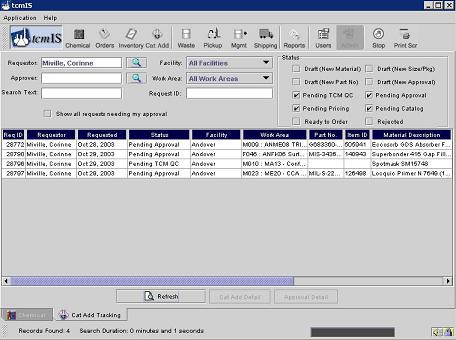 tcmIS
Application Help
tcmIS Chemical Orders Inventory Cat Add Waste Pickup Mgmt Shipping Reports Users Admin Stop Print Scr
Requestor: Miville, Corinne Facility: All Facilities
Approver: Work Area: All Work Areas
Search Text: Request ID:
Show all requests needing my approval
Status
Draft (New Material) Draft (New Size/Pkg)
Draft (New Part No) Draft (New Approval)
Pending TCM QC Pending Approval
Pending Pricing Pending Catalog
Ready to Order Rejected
Req ID Requestor Requested Status Facility Work Area Part No. Item ID Material Description
28772 Miville, Corinne Oct 28, 2003 Pending Approval Andover M009 : ANME08 TRI... G683360-... 505941 Eccosorb GDS Absorber F...
28790 Miville, Corinne Oct 29, 2003 Pending Approval Andover F046 : ANFK06 Surf... MIS-3436... 148943 Superbonder 416 Gap Fill...
28796 Miville, Corinne Oct 29, 2003 Pending TCM QC Andover M010 : MA13 - Conf... Spotmask SM15748
28797 Miville, Corinne Oct 29, 2003 Pending Approval Andover M023 : ME20 - CCA ... MIL-S-22... 126498 Locquic Primer N 7649 (1...
Refresh Cat Add Detail Approval Detail
Chemical Cat Add Tracking
Records Found: 4 Search Duration: 0 minutes and 1 seconds